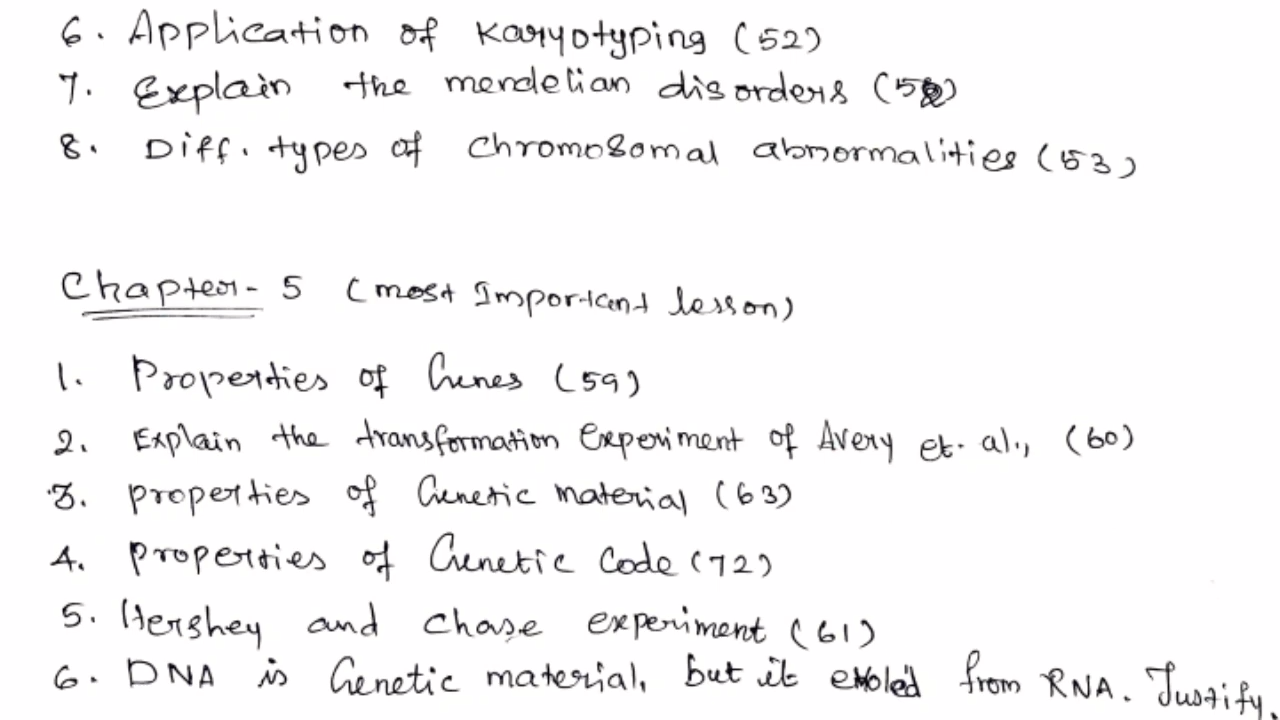 6. Application of Karyotyping (52)
7. Explain the mendelian disorders (52)
8. Diff. types of chromosomal abnormalities (53)
Chapter - 5 (most Important lesson)
1. Properties of Genes (59)
2. Explain the transformation Experiment of Avery et. al., (60)
3. properties of Genetic material (63)
4. properties of Genetic Code (72)
5. Hershey and chase experiment (61)
6. DNA is Genetic material, but it from RNA. Justify.